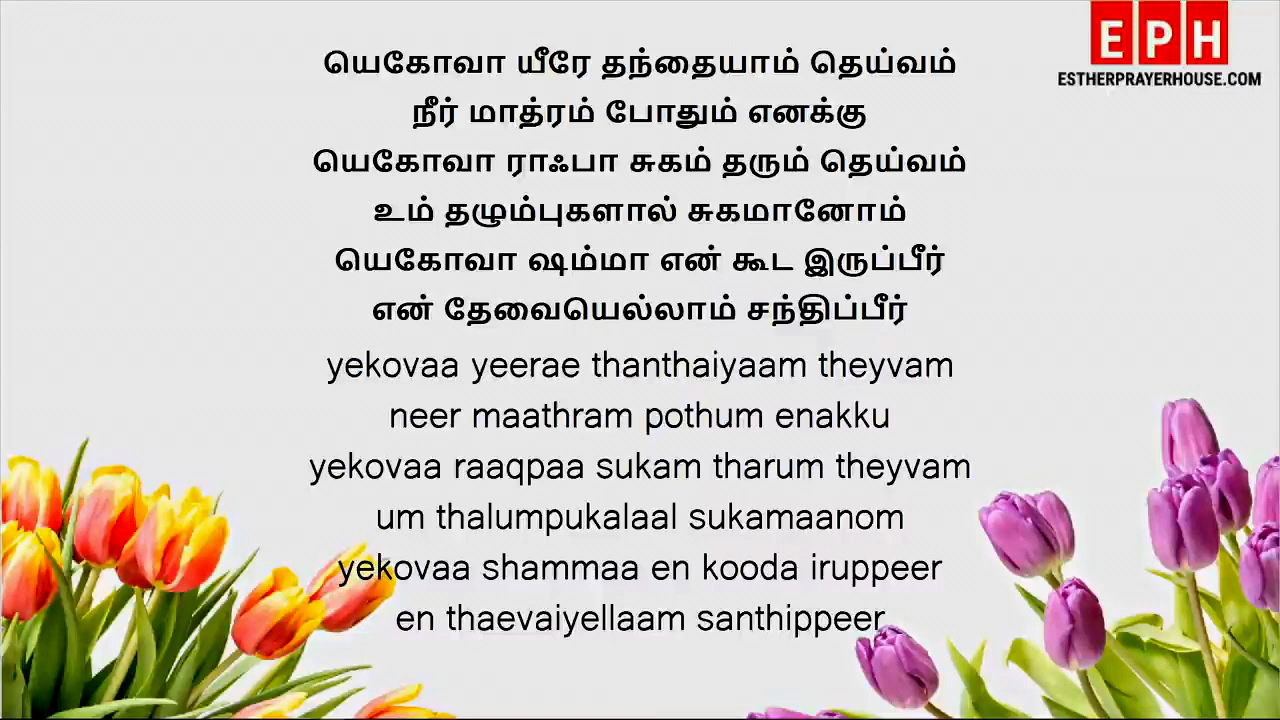 EPH
ESTHERPRAYERHOUSE.COM
யெகோவா யீரே தந்தையாம் தெய்வம்
நீர் மாத்ரம் போதும் எனக்கு
யெகோவா ராஃபா சுகம் தரும் தெய்வம்
உம் தழும்புகளால் சுகமானோம்
யெகோவா ஷம்மா என் கூட இருப்பீர்
என் தேவையெல்லாம் சந்திப்பீர்
yekovaa yeerae thanthaiyaam theyvam
neer maathram pothum enakku
yekovaa raaqpaa sukam tharum theyvam
um thalumpukalaal sukamaanom
yekovaa shammaa en kooda iruppeer
en thaevaiyellaam santhippeer